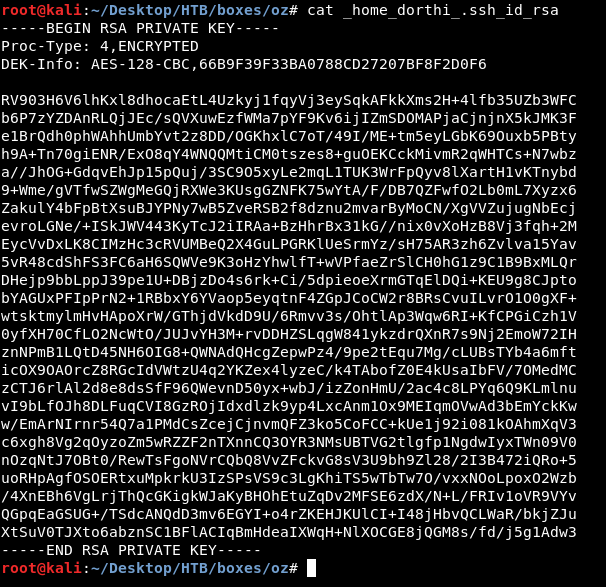 root@kali:~/Desktop/HTB/boxes/oz# cat _home_dorthi_.ssh_id_rsa
-----BEGIN RSA PRIVATE KEY-----
Proc-Type: 4,ENCRYPTED
DEK-Info: AES-128-CBC,66B9F39F33BA0788CD27207BF8F2D0F6

RV903H6V6lhKxl8dhocaEtL4Uzkyj1fqyVj3eySqkAFkkXms2H+4lfb35UZb3WFC
b6P7zYZDAnRLQjJEc/sQVXuwEzfWMa7pYF9Kv6ijIZmSDOMAPjaCjnjnX5kJMK3F
e1BrQdh0phWAhhUmbYvt2z8DD/OGKhxlC7oT/49I/ME+tm5eyLGbK69Ouxb5PBty
h9A+Tn70giENR/ExO8qY4WNQQMtiCM0tszes8+guOEKCckMivmR2qWHTCs+N7wbz
a//JhOG+GdqvEhJp15pQuj/3SC9O5xyLe2mqL1TUK3WrFpQyv8lXartH1vKTnybd
9+Wme/gVTfwSZWgMeGQjRXWe3KUsgGZNFK75wYtA/F/DB7QZFwfO2Lb0mL7Xyzx6
ZakulY4bFpBtXsuBJYPNy7wB5ZveRSB2f8dznu2mvarByMoCN/XgVVZujugNbEcj
evroLGNe/+ISkJWV443KyTcJ2iIRAa+BzHhrBx31kG//nix0vXoHzB8Vj3fqh+2M
EycVvDxLK8CIMzHc3cRVUMBeQ2X4GuLPGRKlUeSrmYz/sH75AR3zh6Zvlva15Yav
5vR48cdShFS3FC6aH6SQWVe9K3oHzYhwlfT+wVPfaeZrSlCH0hG1z9C1B9BxMLQr
DHejp9bbLppJ39pe1U+DBjzDo4s6rk+Ci/5dpieoeXrmGTqElDQi+KEU9g8CJpto
bYAGUxPFIpPrN2+1RBbxY6YVaop5eyqtnF4ZGpJCoCW2r8BRsCvuILvrO1O0gXF+
wtsktmylmHvHApoXrW/GThjdVkdD9U/6Rmvv3s/OhtlAp3Wqw6RI+KfCPGiCzh1V
0yfXH70CfLO2NcWtO/JUJvYH3M+rvDDHZSLqgW841ykzdrQXnR7s9Nj2EmoW72IH
znNPmB1LQtD45NH6OIG8+QWNAdQHcgZepwPz4/9pe2tEqu7Mg/cLUBsTYb4a6mft
icOX9OAOrcZ8RGcIdVWtzU4q2YKZex4lyzeC/k4TAbofZ0E4kUsaIbFV/7OMedMC
zCTJ6rlAl2d8e8dsSfF96QWevnD50yx+wbJ/izZonHmU/2ac4c8LPYq6Q9KLmlnu
vI9bLfOJh8DLFuqCVI8GzROjIdxdlzk9yp4LxcAnm1Ox9MEIqmOVwAd3bEmYckKw
w/EmArNIrnr54Q7a1PMdCsZcejCjnvmQFZ3ko5CoFCC+kUe1j92i081kOAhmXqV3
c6xgh8Vg2qOyzoZm5wRZZF2nTXnnCQ3OYR3NMsUBTVG2tlgfp1NgdwIyxTWn09V0
nOzqNtJ7OBt0/RewTsFgoNVrCQbQ8VvZFckvG8sV3U9bh9Zl28/2I3B472iQRo+5
uoRHpAgfOSOERtxuMpkrkU3IzSPsVS9c3LgKhiTS5wTbTw7O/vxxNOoLpoxO2Wzb
/4XnEBh6VgLrjThQcGKigkWJaKyBHOhEtuZqDv2MFSE6zdX/N+L/FRIv1oVR9VYv
QGpqEaGSUG+/TSdcANQdD3mv6EGYI+o4rZKEHJKUlCI+I48jHbvQCLWaR/bkjZJu
XtSuV0TJXto6abznSC1BFlACIqBmHdeaIXWqH+NlXOCGE8jQGM8s/fd/j5g1Adw3
-----END RSA PRIVATE KEY-----
root@kali:~/Desktop/HTB/boxes/oz#